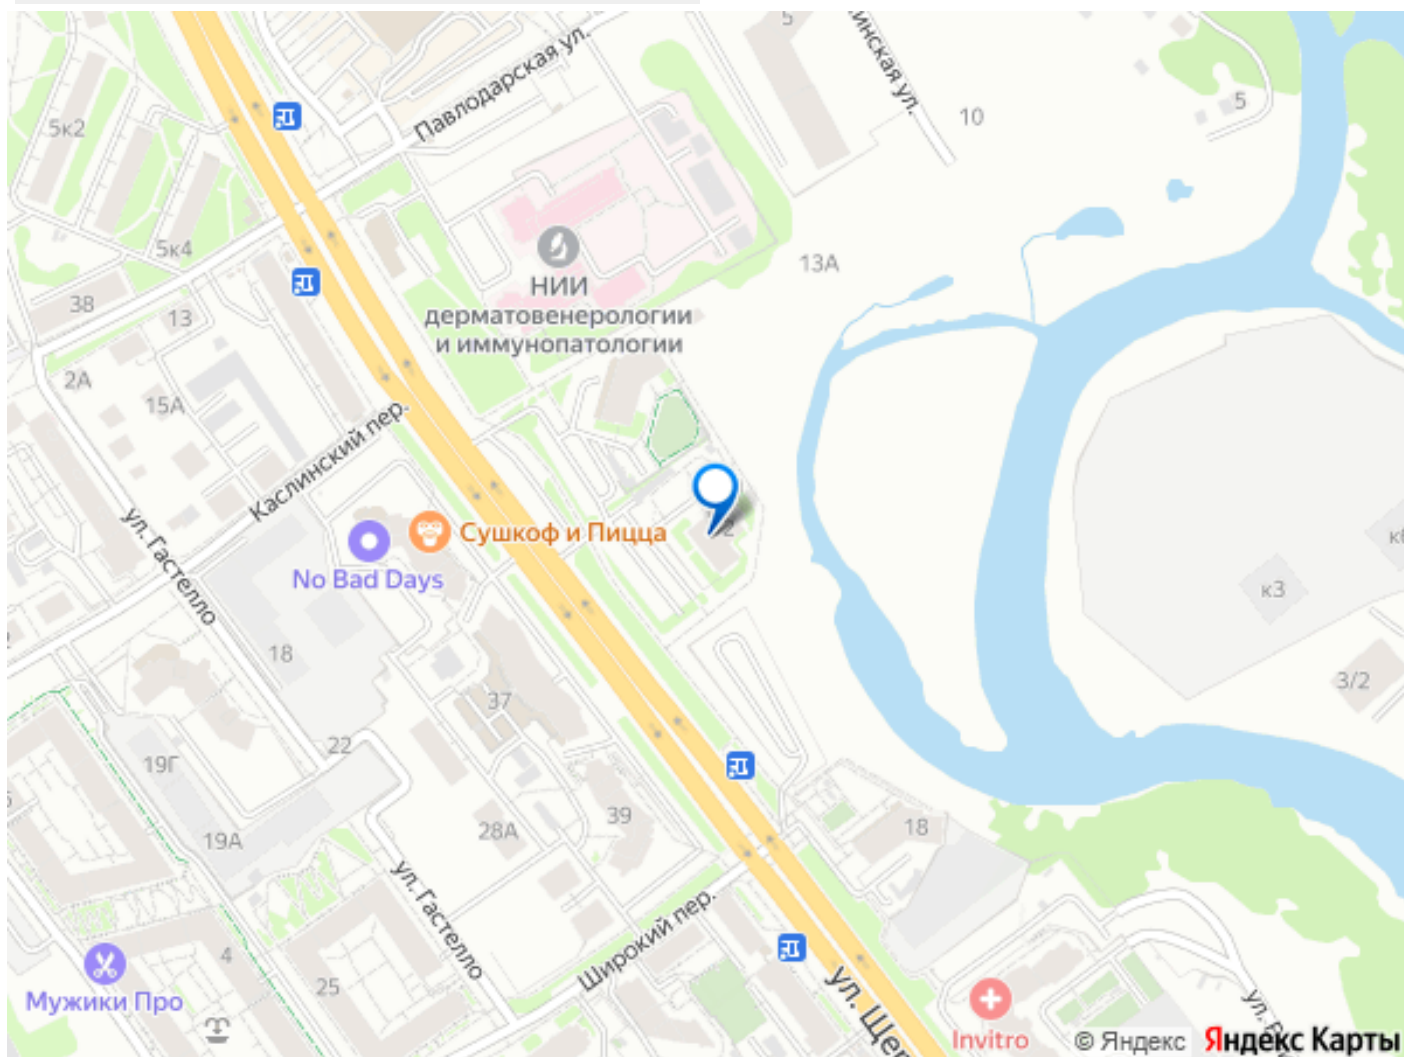 5
Павлодарская ул.
инская ул.
10
5
5к2
5к4
НИИ
дерматовенерологии
и иммунопатологии
13А
38
13
2А
15А
Каслинский пер.
ул. Гастелло
Сушкоф и Пицца
No Bad Days
2
к3
18
37
3/2
22
19Г
39
28А
18
19А
ул. Гастелло
Широкий пер.
4
25
Мужики Про
ул. Щер
Invitro
© Яндекс
Яндекс Карты